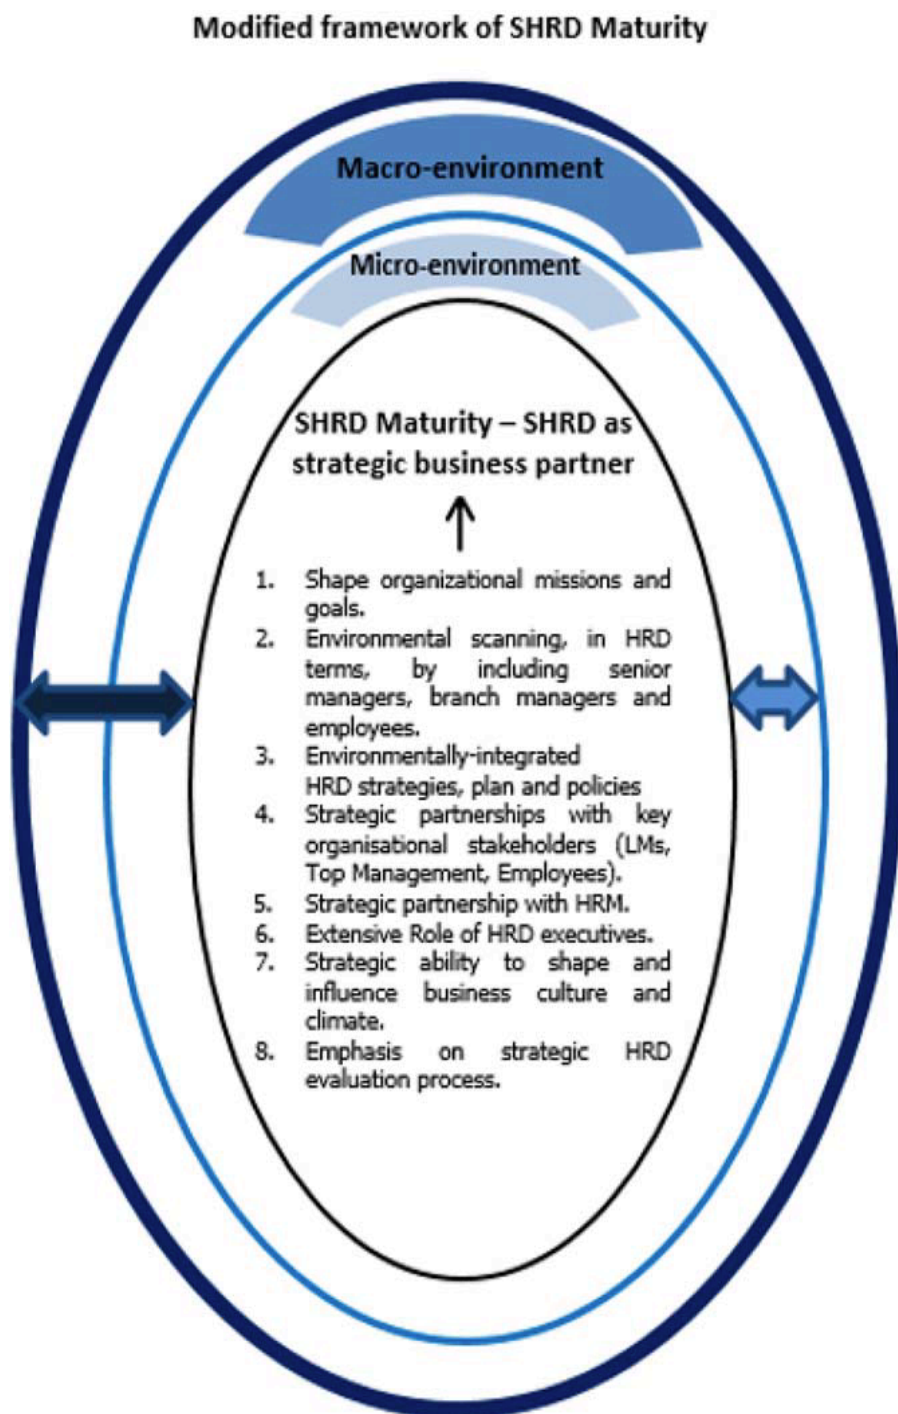 Modified framework of SHRD Maturity
Macro-environment
Micro-environment
SHRD Maturity – SHRD as
strategic business partner
1. Shape organizational missions and
goals.
2. Environmental scanning, in HRD
terms, by including senior
managers, branch managers and
employees.
3. Environmentally-integrated
HRD strategies, plan and policies
4. Strategic partnerships with key
organisational stakeholders (LMs,
Top Management, Employees).
5. Strategic partnership with HRM.
6. Extensive Role of HRD executives.
7. Strategic ability to shape and
influence business culture and
climate.
8. Emphasis on strategic HRD
evaluation process.